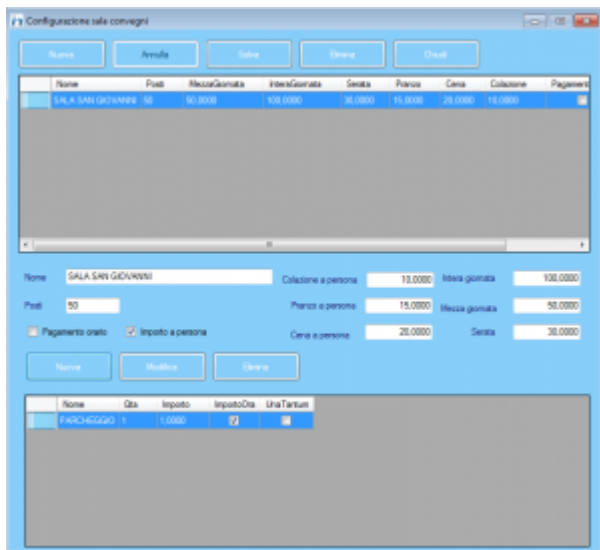 Configurazione sala convegni
Nuovo Annulla Salva Elimina Chiudi
Nome Posti MezzaGiornata InteraGiornata Serata Pranzo Cena Colazione Pagament
SALA SAN GIOVANNI 50 50,0000 100,0000 30,0000 15,0000 20,0000 10,0000
Nome SALA SAN GIOVANNI Colazione a persona 10,0000 Intera giornata 100,0000
Posti 50 Pranzo a persona 15,0000 Mezza giornata 50,0000
Pagamento orario Importo a persona Cena a persona 20,0000 Serata 30,0000
Nuovo Modifica Elimina
Nome Qta Importo ImportoOra UnaTantum
PARCHEGGIO 1 1,0000